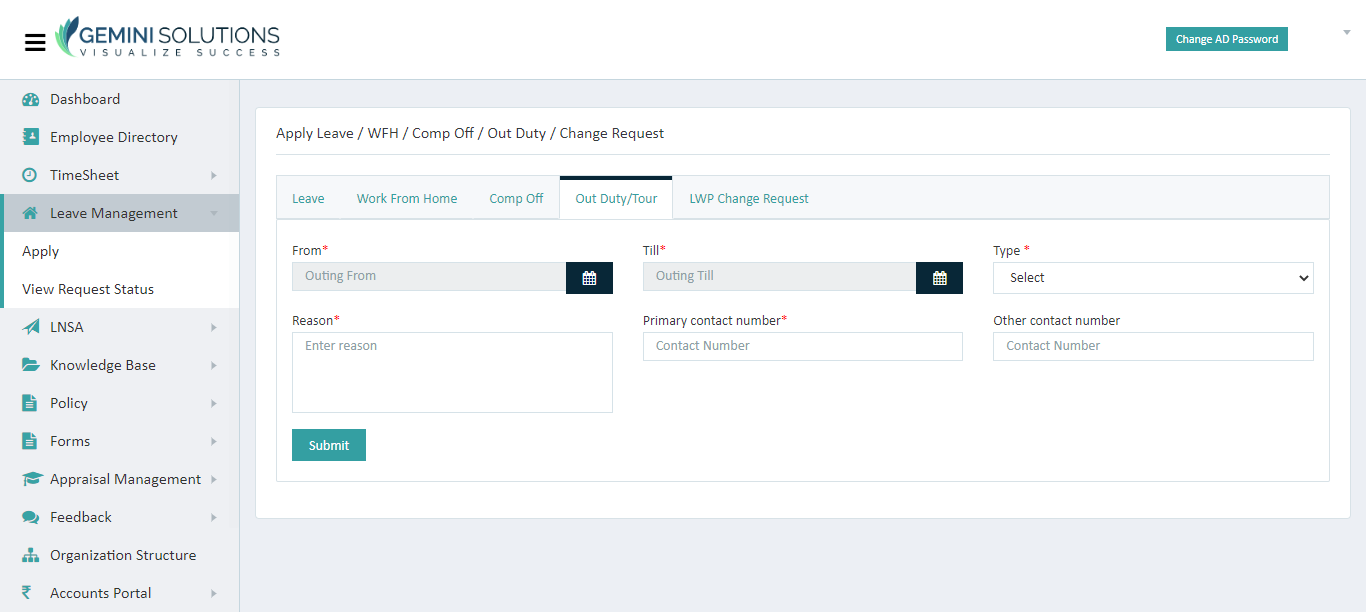 GEMINI SOLUTIONS
VISUALIZE SUCCESS
Change AD Password
Dashboard
Employee Directory
TimeSheet
Leave Management
Apply
View Request Status
LNSA
Knowledge Base
Policy
Forms
Appraisal Management
Feedback
Organization Structure
Accounts Portal
Apply Leave / WFH / Comp Off / Out Duty / Change Request
Leave Work From Home Comp Off Out Duty/Tour LWP Change Request
From* Till* Type *
Outing From Outing Till Select
Reason* Primary contact number* Other contact number
Enter reason Contact Number Contact Number
Submit